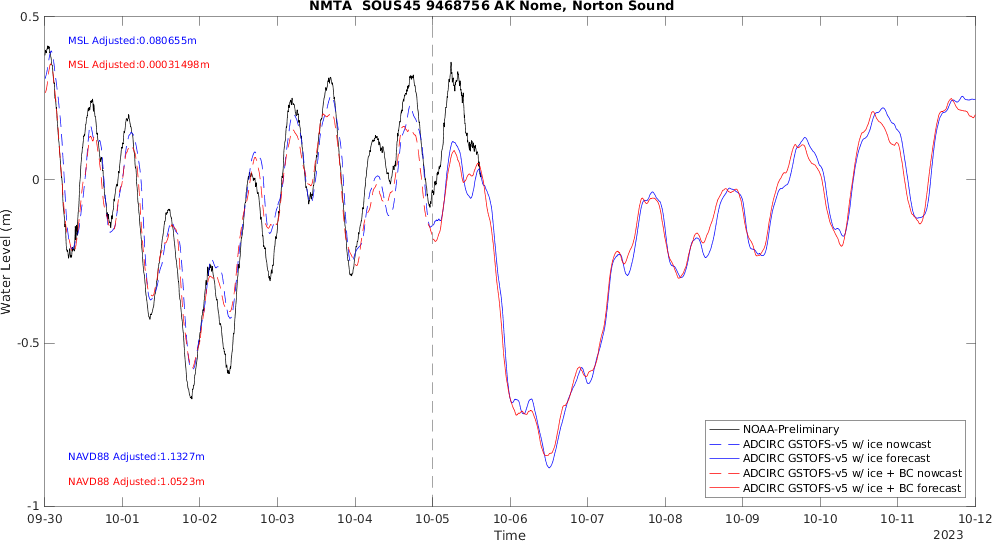 NMTA SOUS45 9468756 AK Nome, Norton Sound
MSL Adjusted:0.080655m
MSL Adjusted:0.00031498m
0.5
0
-0.5
-1
Water Level (m)
NAVD88 Adjusted:1.1327m
NAVD88 Adjusted:1.0523m
NOAA-Preliminary
ADCIRC GSTOFS-v5 w/ ice nowcast
ADCIRC GSTOFS-v5 w/ ice forecast
ADCIRC GSTOFS-v5 w/ ice + BC nowcast
ADCIRC GSTOFS-v5 w/ ice + BC forecast
09-30 10-01 10-02 10-03 10-04 10-05 10-06 10-07 10-08 10-09 10-10 10-11 10-12
Time
2023